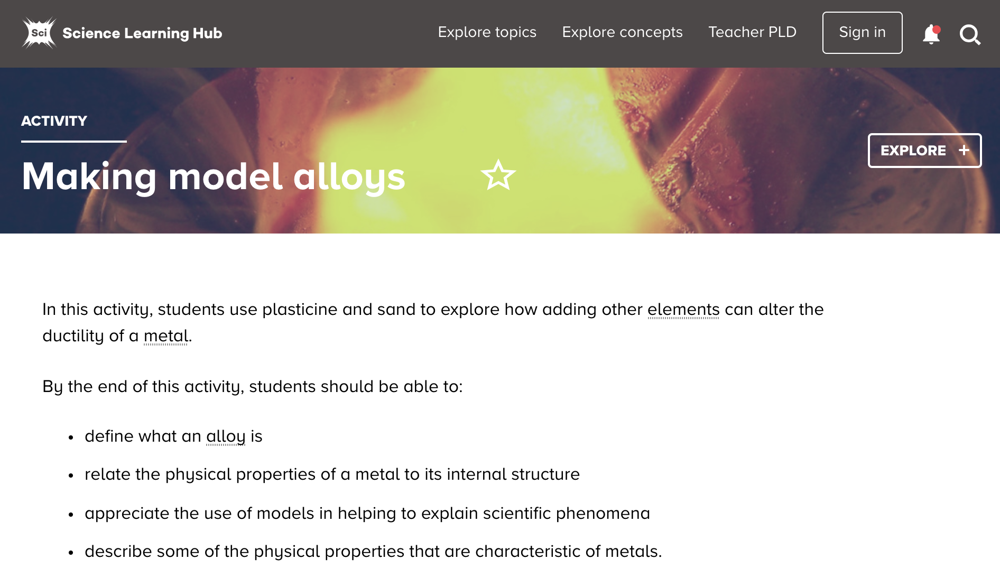 Sci Science Learning Hub
Explore topics
Explore concepts
Teacher PLD
Sign in
ACTIVITY
Making model alloys
EXPLORE +
In this activity, students use plasticine and sand to explore how adding other elements can alter the
ductility of a metal.
By the end of this activity, students should be able to:
• define what an alloy is
• relate the physical properties of a metal to its internal structure
• appreciate the use of models in helping to explain scientific phenomena
• describe some of the physical properties that are characteristic of metals.